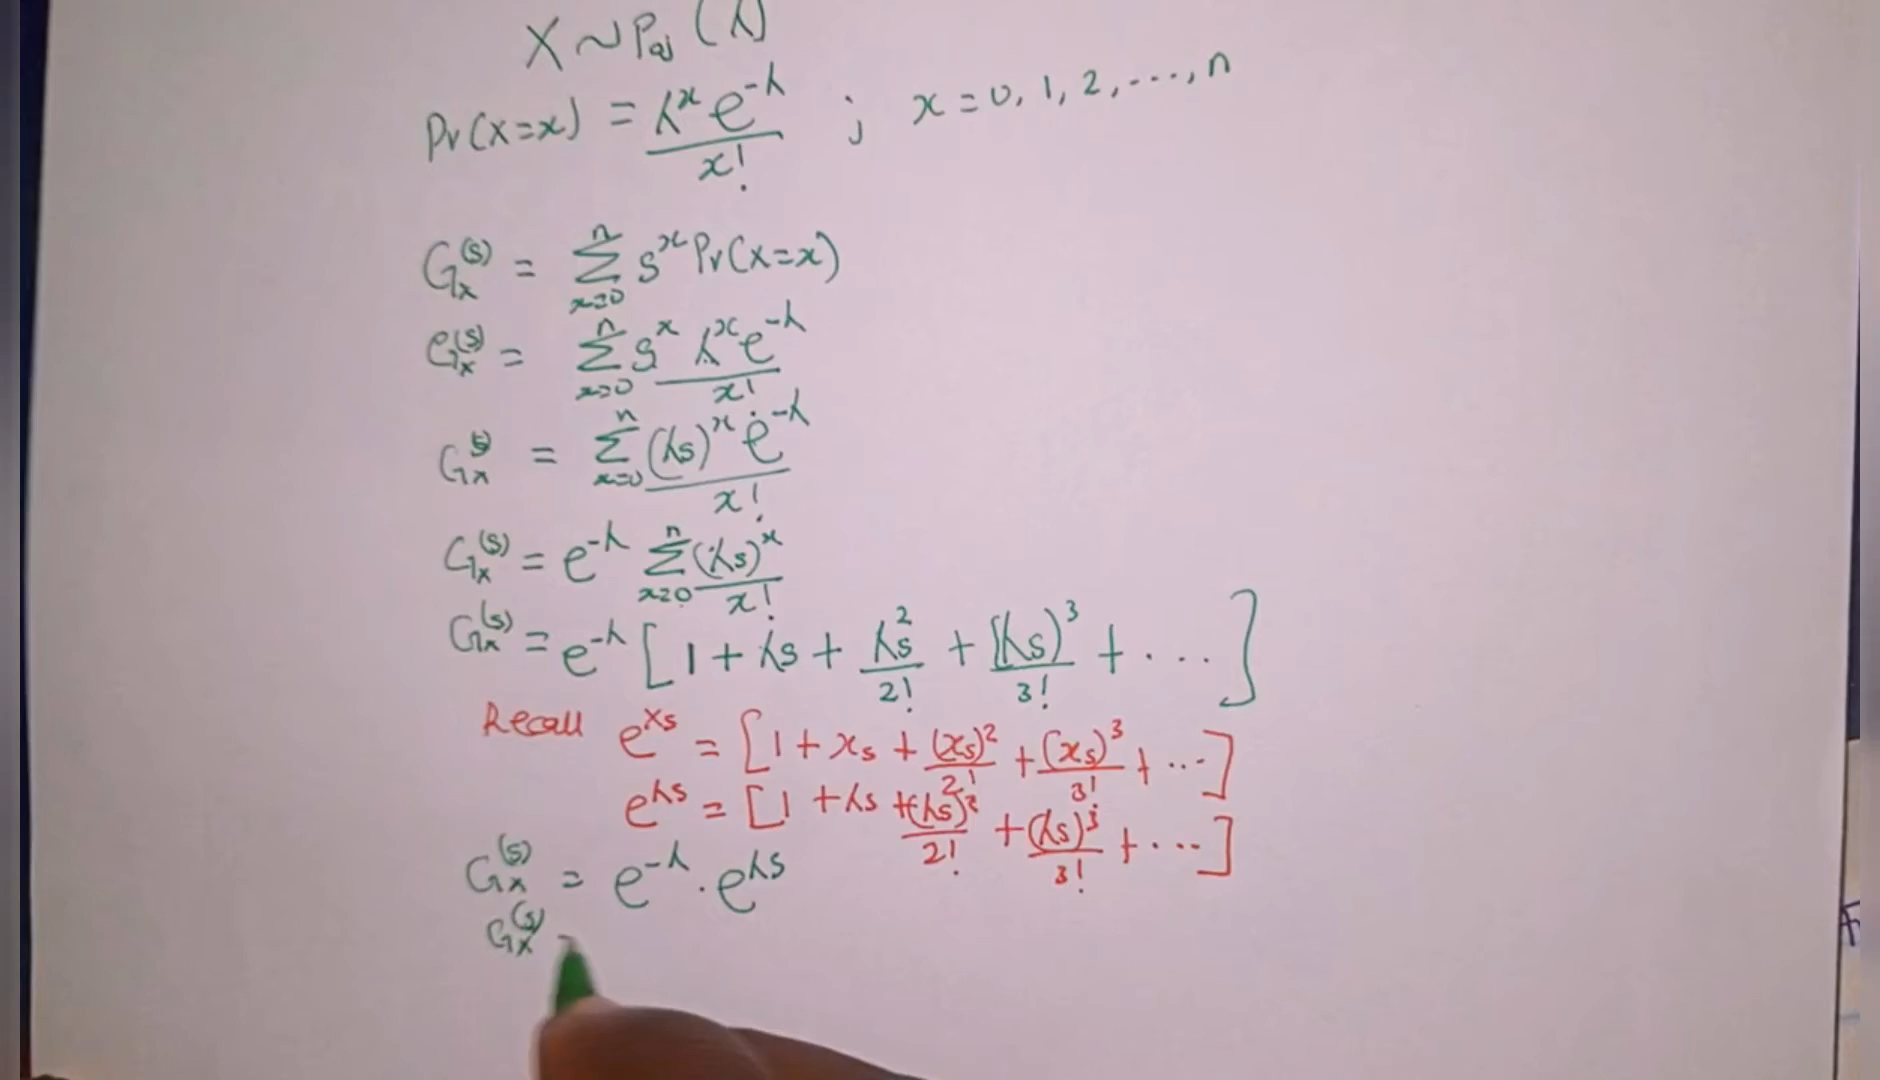 X ~ Poi (λ)
Pr(X=x) = λ^x e^-λ / x! ; x = 0, 1, 2, ..., n
G_x^(s) = Σ_{x=0}^{n} s^x Pr(X=x)
G_x^(s) = Σ_{x=0}^{n} s^x λ^x e^-λ / x!
G_x^(s) = Σ_{x=0}^{n} (λs)^x e^-λ / x!
G_x^(s) = e^-λ Σ_{x=0}^{n} (λs)^x / x!
G_x^(s) = e^-λ [1 + λs + λs^2 / 2! + (λs)^3 / 3! + ....]
Recall e^xs = [1 + xs + (xs)^2 / 2! + (xs)^3 / 3! + ...]
e^λs = [1 + λs + (λs)^2 / 2! + (λs)^3 / 3! + ....]
G_x^(s) = e^-λ . e^λs
G_x^(s) =